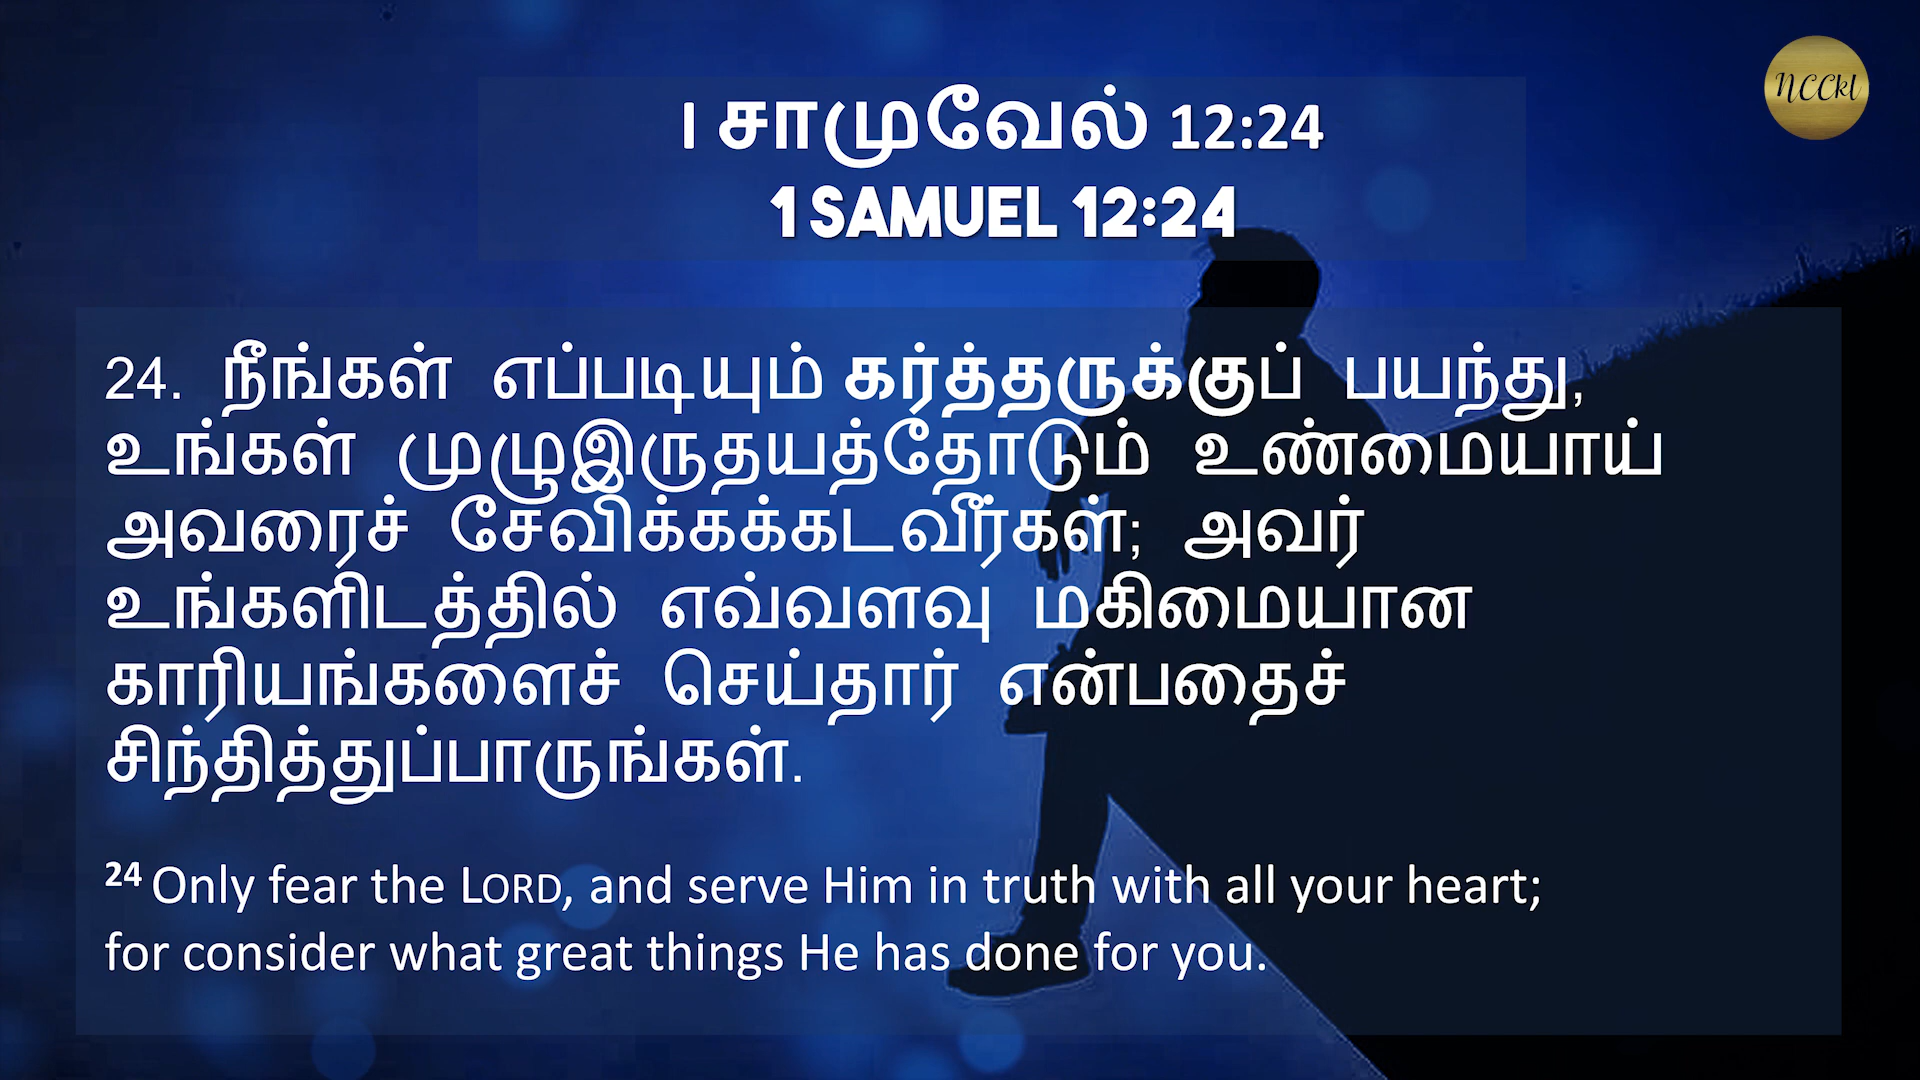 NCCkl
I சாமுவேல் 12:24
1 SAMUEL 12:24
24. நீங்கள் எப்படியும் கர்த்தருக்குப் பயந்து,
உங்கள் முழுஇருதயத்தோடும் உண்மையாய்
அவரைச் சேவிக்கக்கடவீர்கள்; அவர்
உங்களிடத்தில் எவ்வளவு மகிமையான
காரியங்களைச் செய்தார் என்பதைச்
சிந்தித்துப்பாருங்கள்.
24 Only fear the LORD, and serve Him in truth with all your heart;
for consider what great things He has done for you.